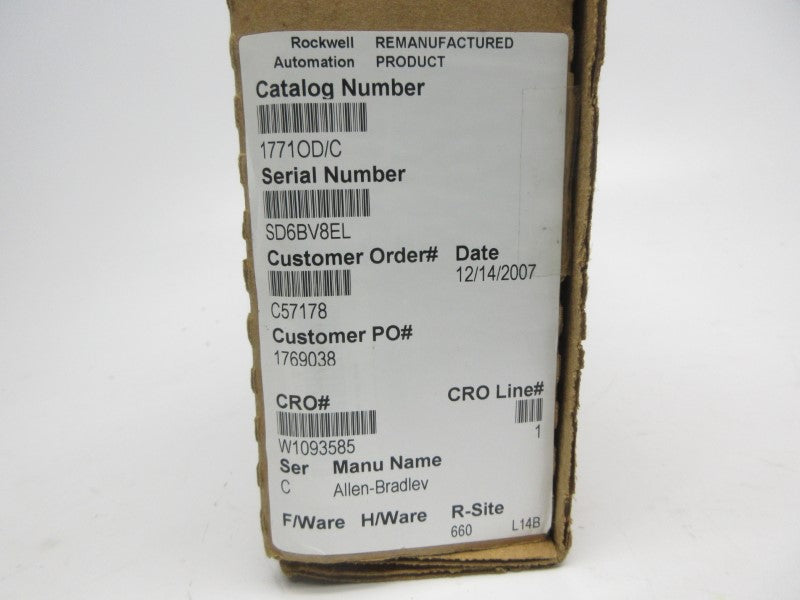 Rockwell REMANUFACTURED
Automation PRODUCT
Catalog Number
1771OD/C
Serial Number
SD6BV8EL
Customer Order# Date
12/14/2007
C57178
Customer PO#
1769038
CRO# CRO Line#
W1093585 1
Ser Manu Name
C Allen-Bradley
F/Ware H/Ware R-Site
660 L14B